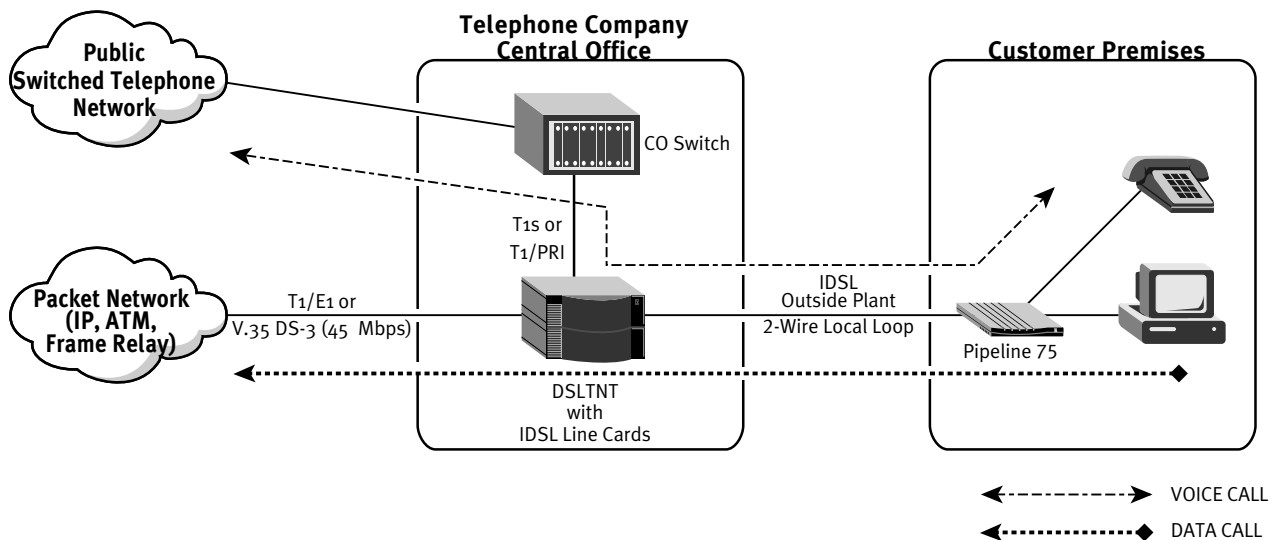 Telephone Company
Central Office
Customer Premises
Public
Switched Telephone
Network
CO Switch
T1s or
T1/PRI
Packet Network
(IP, ATM,
Frame Relay)
T1/E1 or
V.35 DS-3 (45 Mbps)
IDSL
Outside Plant
2-Wire Local Loop
Pipeline 75
DSLTNT
with
IDSL Line Cards
VOICE CALL
DATA CALL